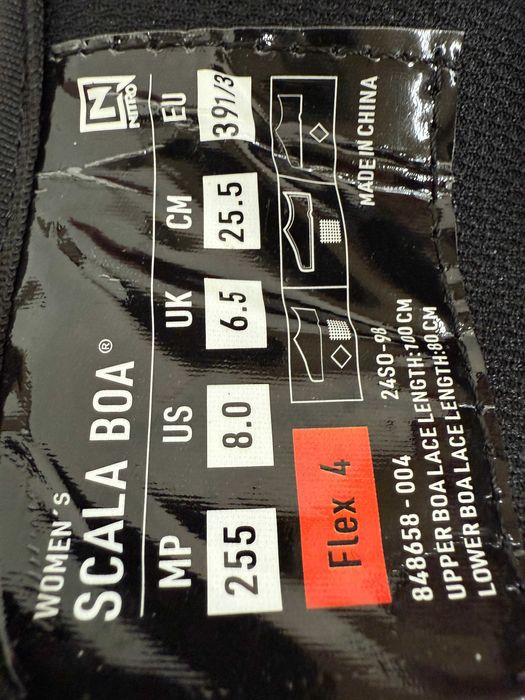 WOMEN´s
NITRO
SCALA BOA®
MP US UK CM EU
255 8.0 6.5 25.5 39 1/3
Flex 4
MADE IN CHINA
848658-004 24SO-98
UPPER BOA LACE LENGTH: 100 CM
LOWER BOA LACE LENGTH: 80 CM